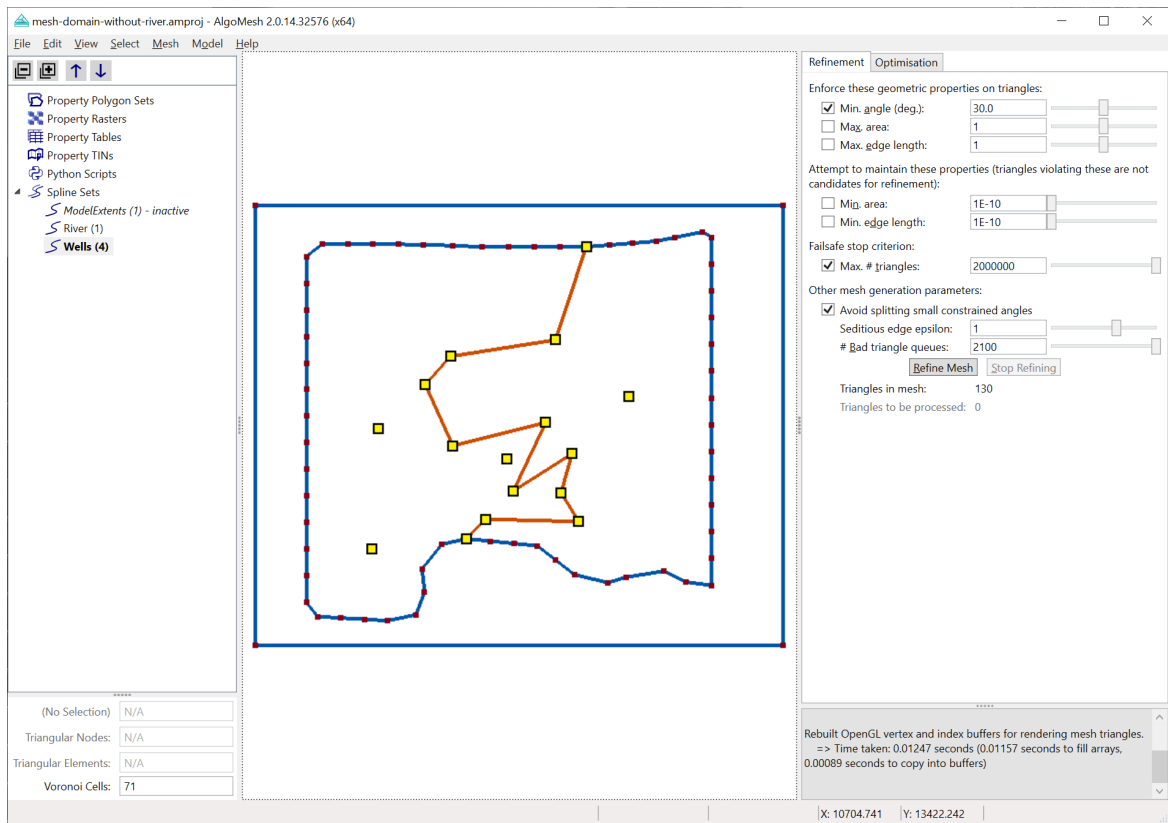 mesh-domain-without-river.amproj - AlgoMesh 2.0.14.32576 (x64)
File Edit View Select Mesh Model Help
Property Polygon Sets
Property Rasters
Property Tables
Property TINs
Python Scripts
Spline Sets
ModelExtents (1) - inactive
River (1)
Wells (4)
(No Selection) N/A
Triangular Nodes: N/A
Triangular Elements: N/A
Voronoi Cells: 71
Refinement Optimisation
Enforce these geometric properties on triangles:
Min. angle (deg.): 30.0
Max. area: 1
Max. edge length: 1
Attempt to maintain these properties (triangles violating these are not
candidates for refinement):
Min. area: 1E-10
Min. edge length: 1E-10
Failsafe stop criterion:
Max. # triangles: 2000000
Other mesh generation parameters:
Avoid splitting small constrained angles
Seditious edge epsilon: 1
# Bad triangle queues: 2100
Refine Mesh Stop Refining
Triangles in mesh: 130
Triangles to be processed: 0
Rebuilt OpenGL vertex and index buffers for rendering mesh triangles.
=> Time taken: 0.01247 seconds (0.01157 seconds to fill arrays,
0.00089 seconds to copy into buffers)
X: 10704.741 Y: 13422.242